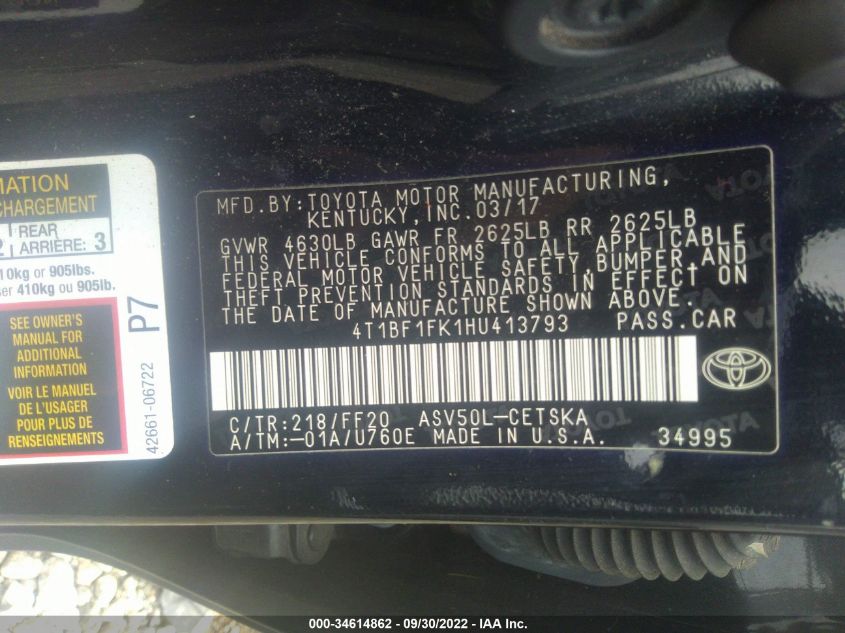 MATION
CHARGEMENT
REAR
ARRIÈRE: 3
10kg or 905lbs.
ser 410kg ou 905lb.
SEE OWNER'S
MANUAL FOR
ADDITIONAL
INFORMATION
VOIR LE MANUEL
DE L'USAGER
POUR PLUS DE
RENSEIGNEMENTS
P7
42661-06722
MFD.BY:TOYOTA MOTOR MANUFACTURING,
KENTUCKY,INC.03/17
GVWR 4630LB GAWR FR 2625LB RR 2625LB
THIS VEHICLE CONFORMS TO ALL APPLICABLE
FEDERAL MOTOR VEHICLE SAFETY,BUMPER,AND
THEFT PREVENTION STANDARDS IN EFFECT ON
THE DATE OF MANUFACTURE SHOWN ABOVE.
4T1BF1FK1HU413793 PASS.CAR
C/TR:218/FF20 ASV50L-CETSKA
A/TM:-01A/U760E MADE IN U.S.A. 34995
000-34614862 - 09/30/2022 - IAA Inc.